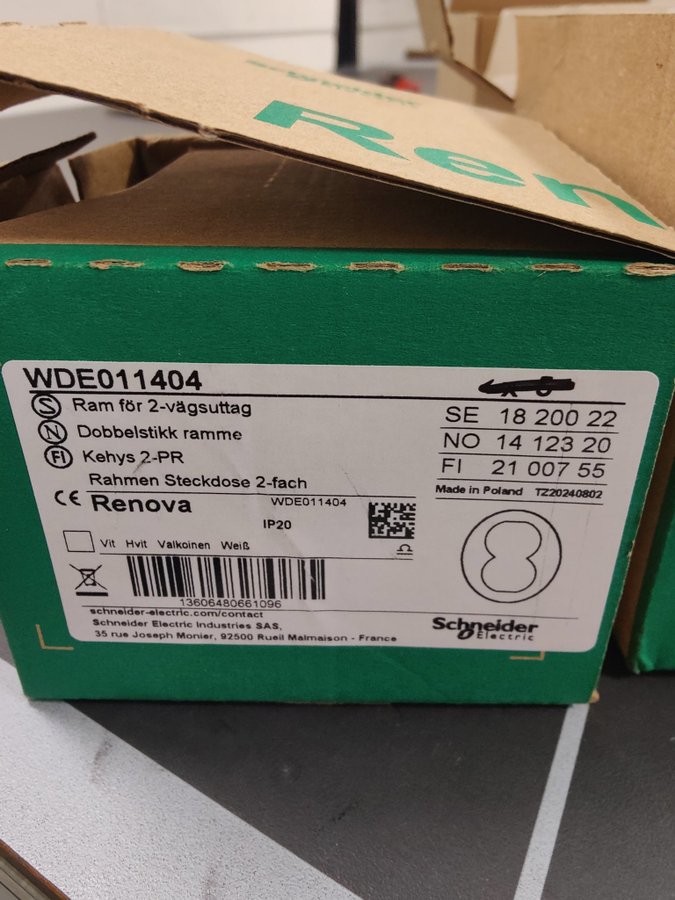 Schneider
Ren
WDE011404
S Ram för 2-vägsuttag
N Dobbelstikk ramme
FI Kehys 2-PR
Rahmen Steckdose 2-fach
CE Renova
WDE011404
IP20
Vit Hvit Valkoinen Weiß
13606480661096
schneider-electric.com/contact
Schneider Electric Industries SAS,
35 rue Joseph Monier, 92500 Rueil Malmaison - France
SE 18 200 22
NO 14 123 20
FI 21 007 55
Made in Poland TZ20240802
Schneider
Electric